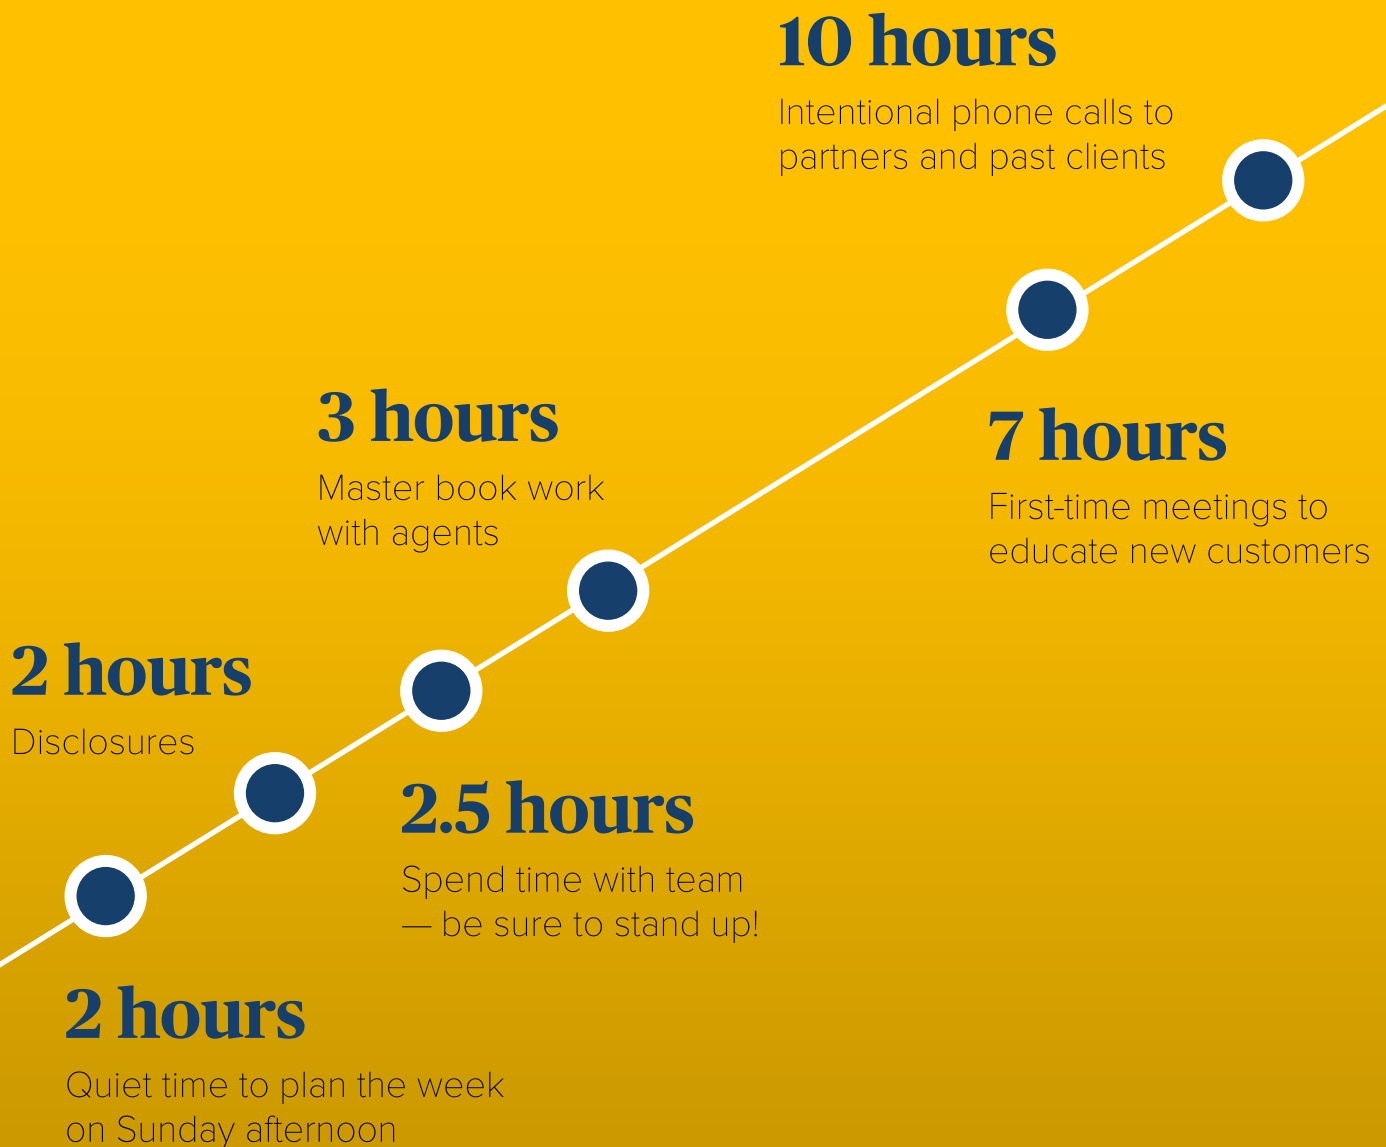 10 hours
Intentional phone calls to
partners and past clients
3 hours
Master book work
with agents
7 hours
First-time meetings to
educate new customers
2 hours
Disclosures
2.5 hours
Spend time with team
— be sure to stand up!
2 hours
Quiet time to plan the week
on Sunday afternoon